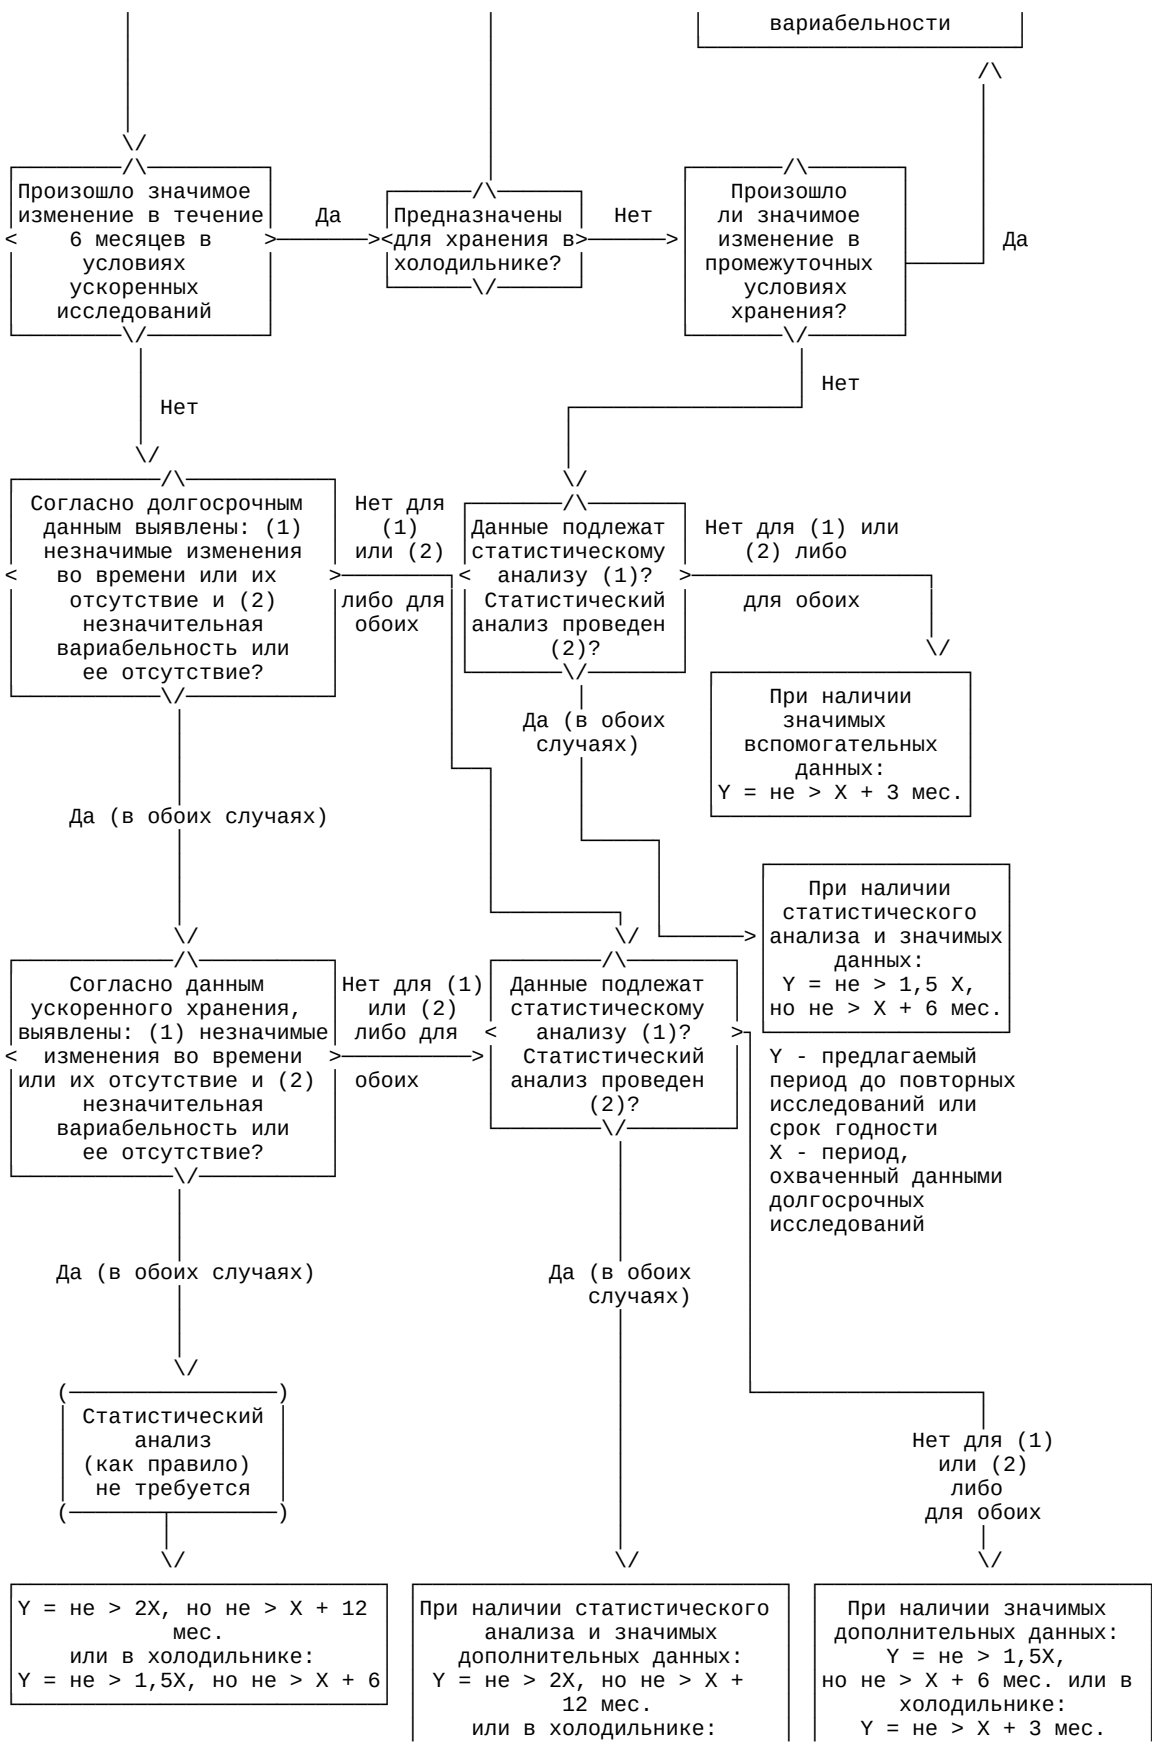 вариабельности
Произошло значимое
изменение в течение
6 месяцев в
условиях
ускоренных
исследований
Да
Предназначены
для хранения в
холодильнике?
Нет
Произошло
ли значимое
изменение в
промежуточных
условиях
хранения?
Да
Нет
Нет
Согласно долгосрочным
данным выявлены: (1)
незначимые изменения
во времени или их
отсутствие и (2)
незначительная
вариабельность или
ее отсутствие?
Нет для
(1)
или (2)
либо для
обоих
Данные подлежат
статистическому
анализу (1)?
Статистический
анализ проведен
(2)?
Нет для (1) или
(2) либо
для обоих
При наличии
значимых
вспомогательных
данных:
Y = не > X + 3 мес.
Да (в обоих
случаях)
Да (в обоих случаях)
При наличии
статистического
анализа и значимых
данных:
Y = не > 1,5 X,
но не > X + 6 мес.
Согласно данным
ускоренного хранения,
выявлены: (1) незначимые
изменения во времени
или их отсутствие и (2)
незначительная
вариабельность или
ее отсутствие?
Нет для (1)
или (2)
либо для
обоих
Данные подлежат
статистическому
анализу (1)?
Статистический
анализ проведен
(2)?
Y - предлагаемый
период до повторных
исследований или
срок годности
X - период,
охваченный данными
долгосрочных
исследований
Да (в обоих случаях)
Да (в обоих
случаях)
Статистический
анализ
(как правило)
не требуется
Нет для (1)
или (2)
либо
для обоих
Y = не > 2X, но не > X + 12
мес.
или в холодильнике:
Y = не > 1,5X, но не > X + 6
При наличии статистического
анализа и значимых
дополнительных данных:
Y = не > 2X, но не > X +
12 мес.
или в холодильнике:
При наличии значимых
дополнительных данных:
Y = не > 1,5X,
но не > X + 6 мес. или в
холодильнике:
Y = не > X + 3 мес.